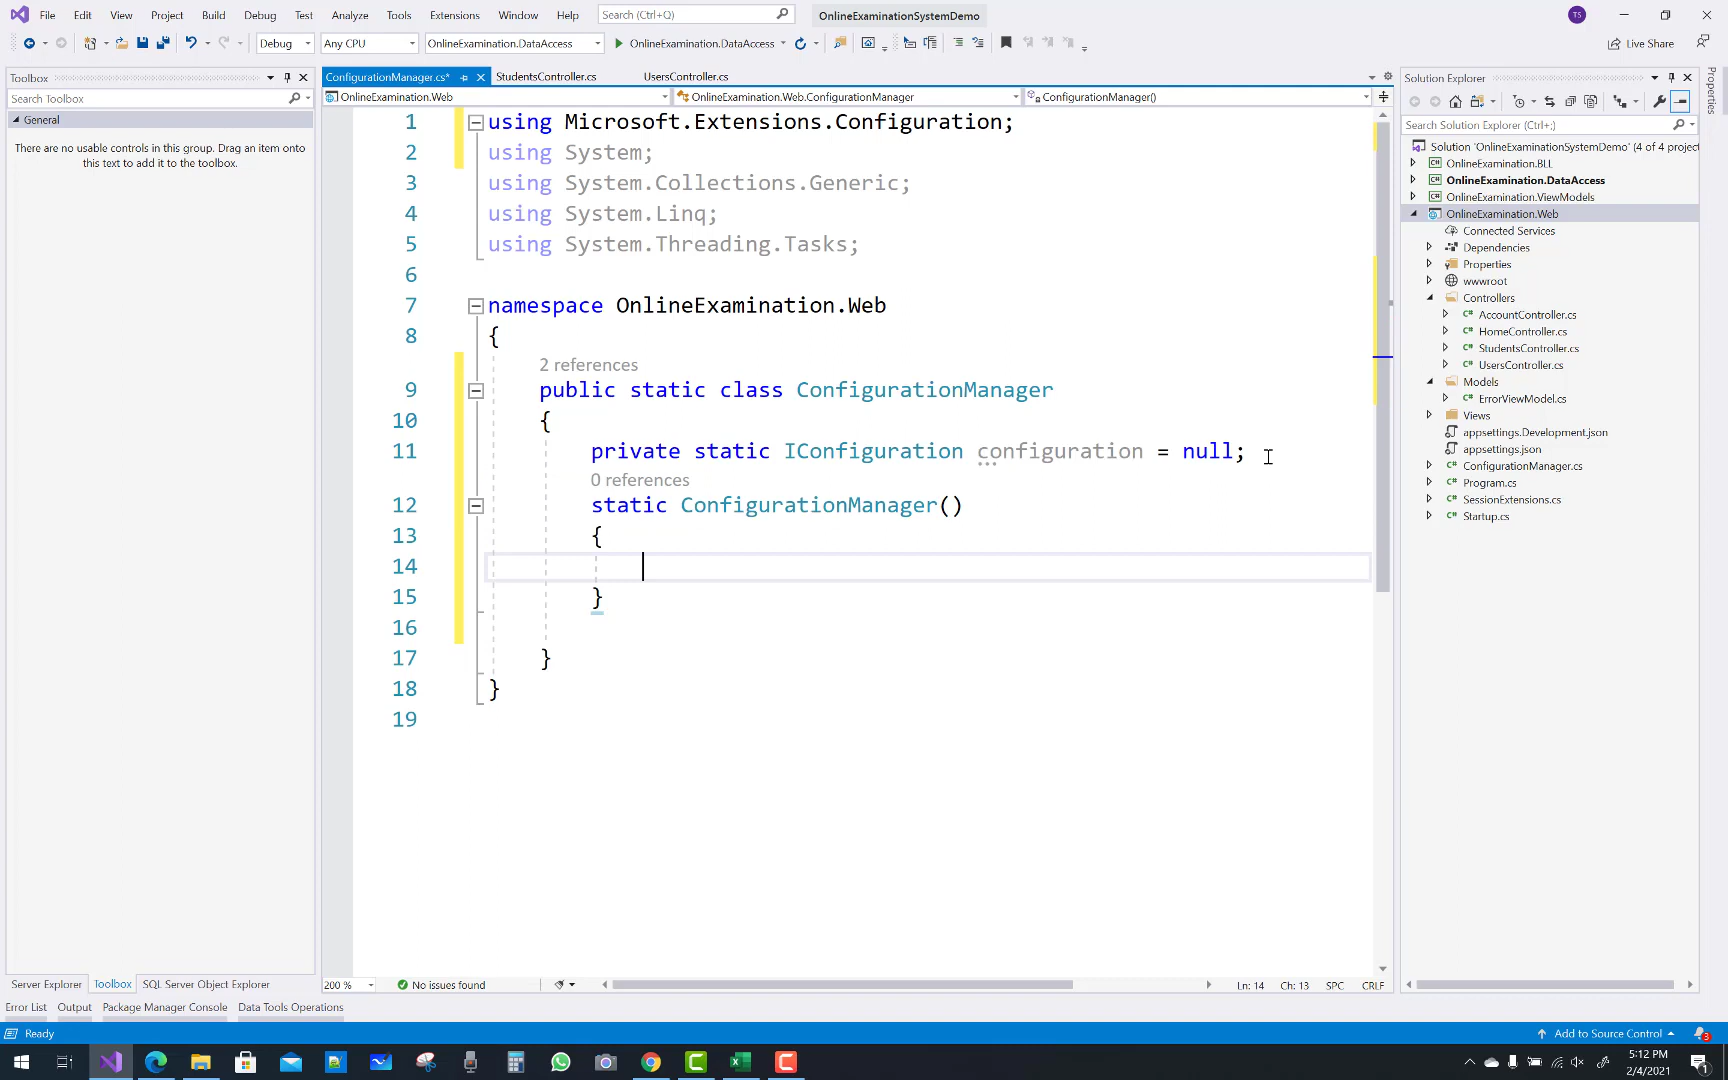 File Edit View Project Build Debug Test Analyze Tools Extensions Window Help Search (Ctrl+Q) OnlineExaminationSystemDemo TS
Debug Any CPU OnlineExamination.DataAccess OnlineExamination.DataAccess Live Share
Toolbox
Search Toolbox
General
There are no usable controls in this group. Drag an item onto
this text to add it to the toolbox.
ConfigurationManager.cs* StudentsController.cs UsersController.cs
OnlineExamination.Web OnlineExamination.Web.ConfigurationManager ConfigurationManager()
1 using Microsoft.Extensions.Configuration;
2 using System;
3 using System.Collections.Generic;
4 using System.Linq;
5 using System.Threading.Tasks;
6
7 namespace OnlineExamination.Web
8 {
2 references
9 public static class ConfigurationManager
10 {
11 private static IConfiguration configuration = null;
0 references
12 static ConfigurationManager()
13 {
14
15 }
16
17 }
18 }
19
200 % No issues found Ln: 14 Ch: 13 SPC CRLF
Solution Explorer
Search Solution Explorer (Ctrl+;)
Solution 'OnlineExaminationSystemDemo' (4 of 4 project
C# OnlineExamination.BLL
C# OnlineExamination.DataAccess
C# OnlineExamination.ViewModels
OnlineExamination.Web
Connected Services
Dependencies
Properties
wwwroot
Controllers
C# AccountController.cs
C# HomeController.cs
C# StudentsController.cs
C# UsersController.cs
Models
C# ErrorViewModel.cs
Views
appsettings.Development.json
appsettings.json
C# ConfigurationManager.cs
C# Program.cs
C# SessionExtensions.cs
C# Startup.cs
Properties
Server Explorer Toolbox SQL Server Object Explorer
Error List Output Package Manager Console Data Tools Operations
Ready Add to Source Control 3
5:12 PM
2/4/2021
1